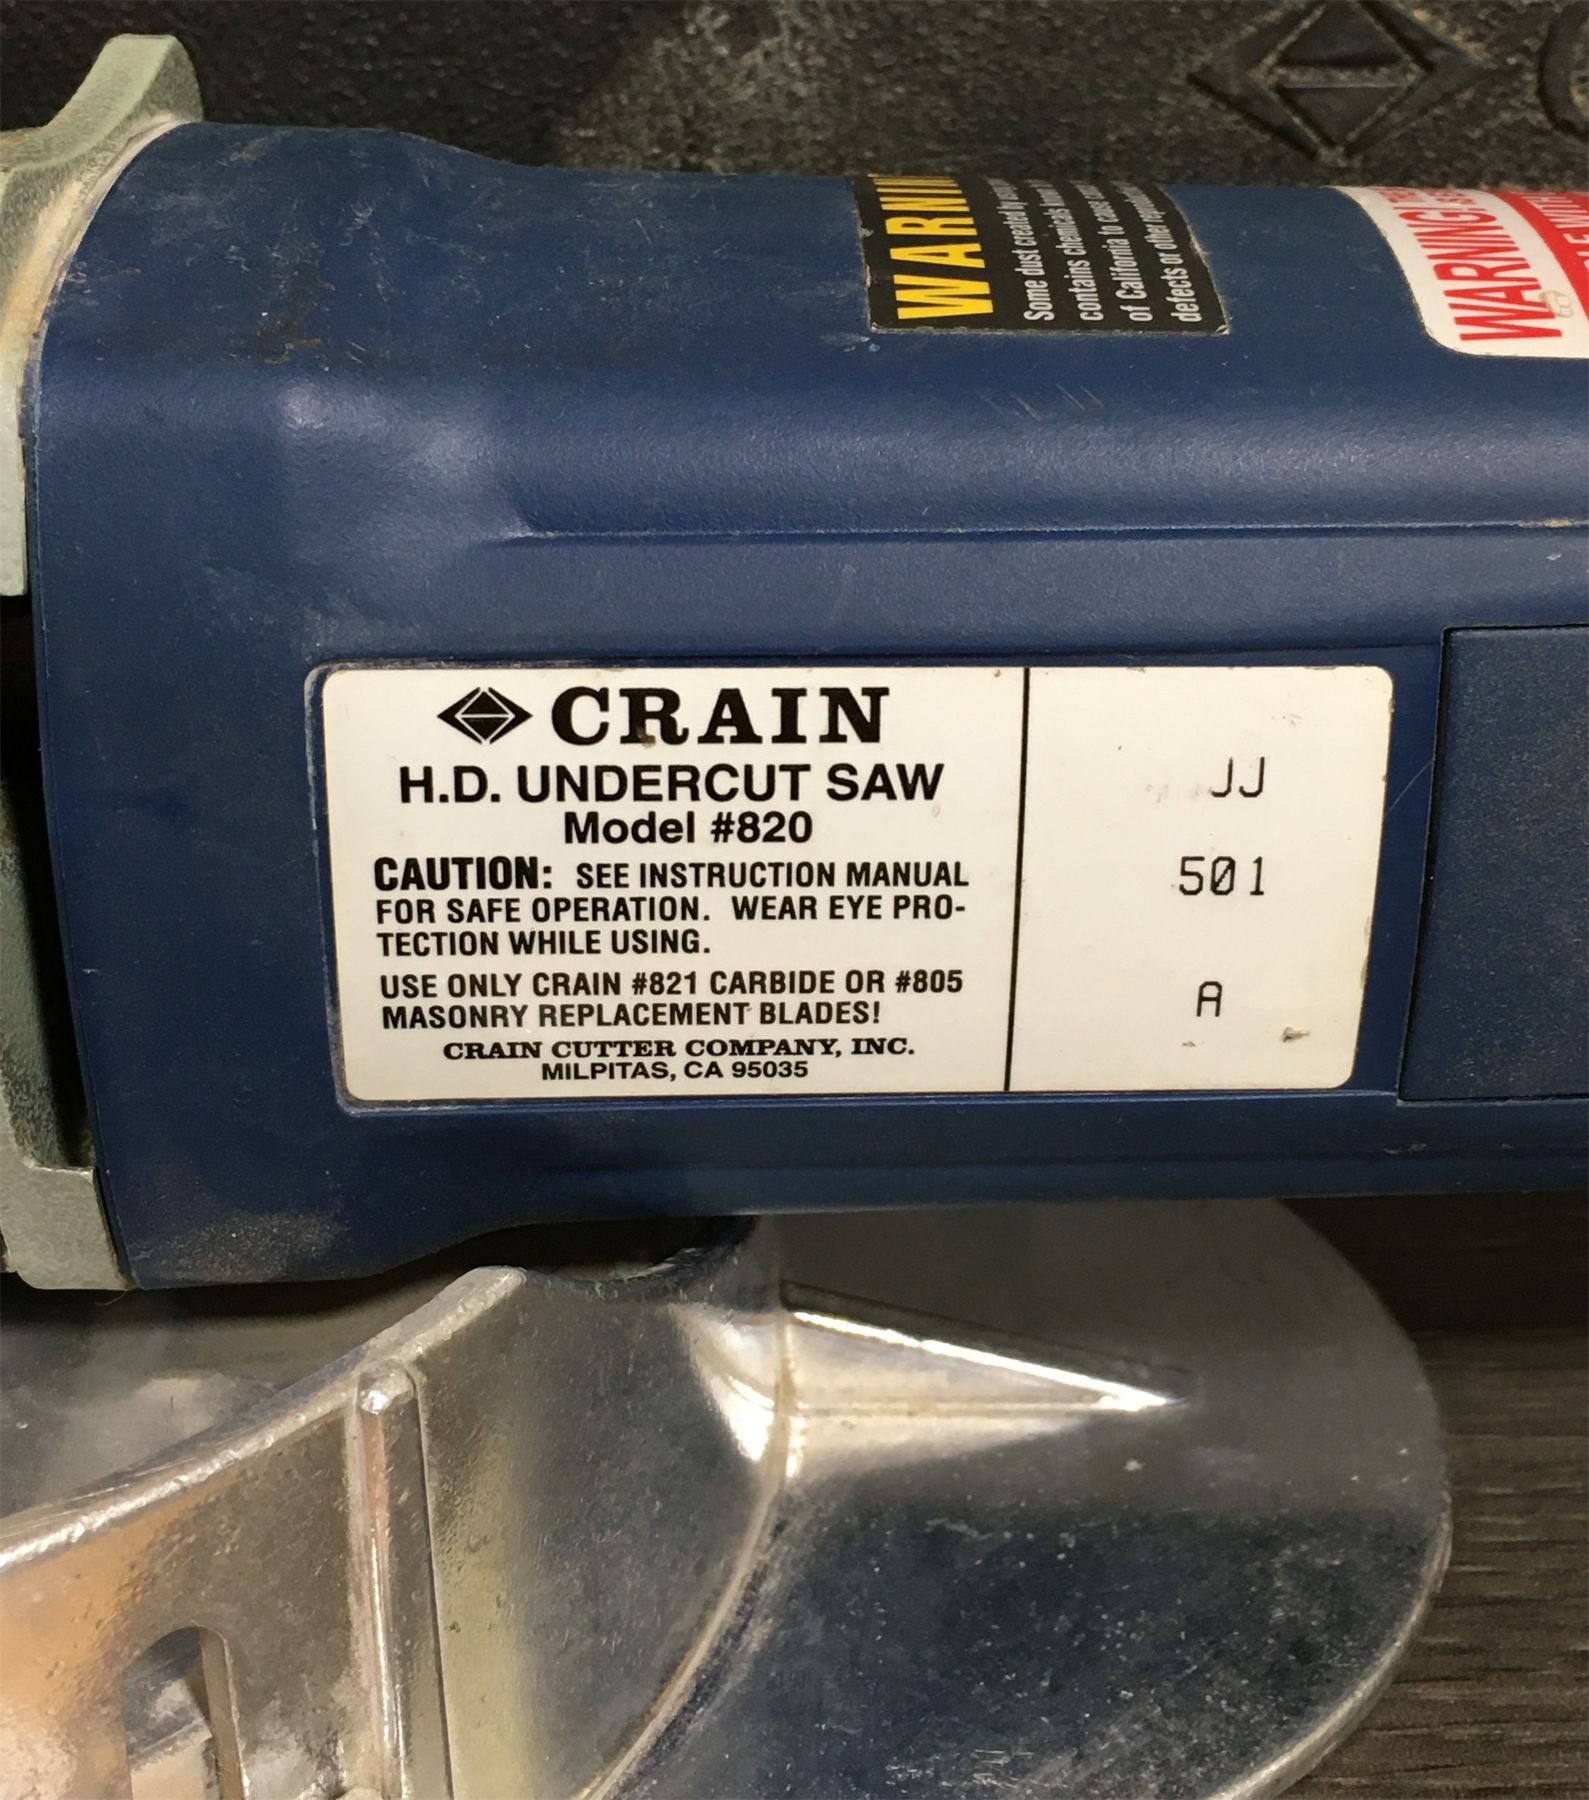 WARNIN
Some dust created by
contains chemicals
of California to cause
defects or other
WARNING!
CRAIN
H.D. UNDERCUT SAW
Model #820
CAUTION: SEE INSTRUCTION MANUAL
FOR SAFE OPERATION. WEAR EYE PRO-
TECTION WHILE USING.
USE ONLY CRAIN #821 CARBIDE OR #805
MASONRY REPLACEMENT BLADES!
CRAIN CUTTER COMPANY, INC.
MILPITAS, CA 95035
JJ
501
A